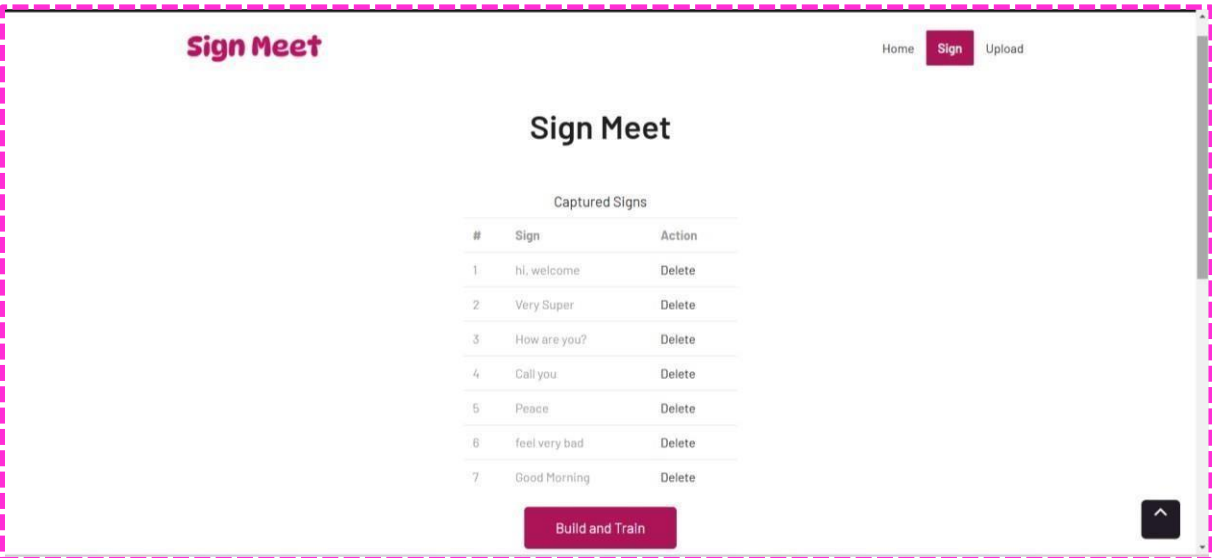 Sign Meet
Home Sign Upload
Sign Meet
Captured Signs
# Sign Action
1 hi, welcome Delete
2 Very Super Delete
3 How are you? Delete
4 Call you Delete
5 Peace Delete
6 feel very bad Delete
7 Good Morning Delete
Build and Train